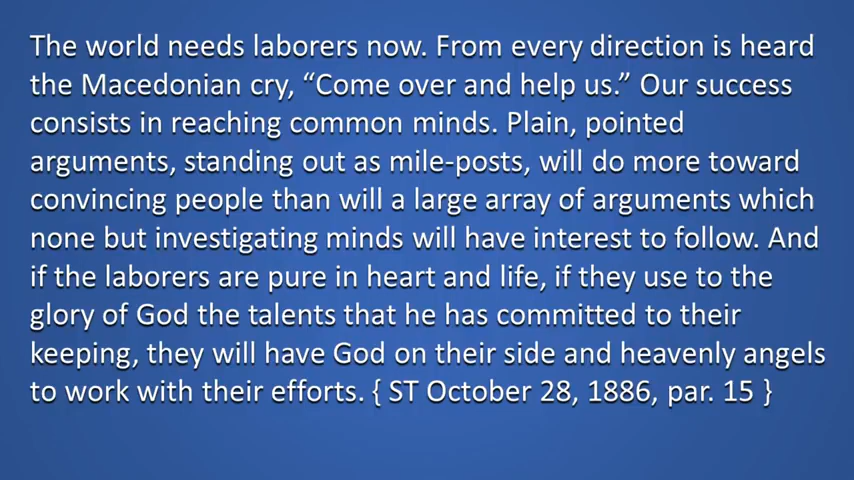 The world needs laborers now. From every direction is heard
the Macedonian cry, “Come over and help us.” Our success
consists in reaching common minds. Plain, pointed
arguments, standing out as mile-posts, will do more toward
convincing people than will a large array of arguments which
none but investigating minds will have interest to follow. And
if the laborers are pure in heart and life, if they use to the
glory of God the talents that he has committed to their
keeping, they will have God on their side and heavenly angels
to work with their efforts. { ST October 28, 1886, par. 15 }